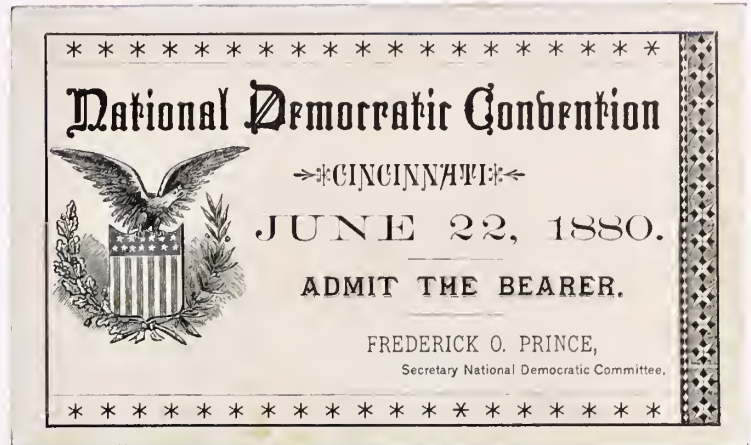 National Democratic Convention
CINCINNATI
JUNE 22, 1880.
ADMIT THE BEARER.
FREDERICK O. PRINCE,
Secretary National Democratic Committee.